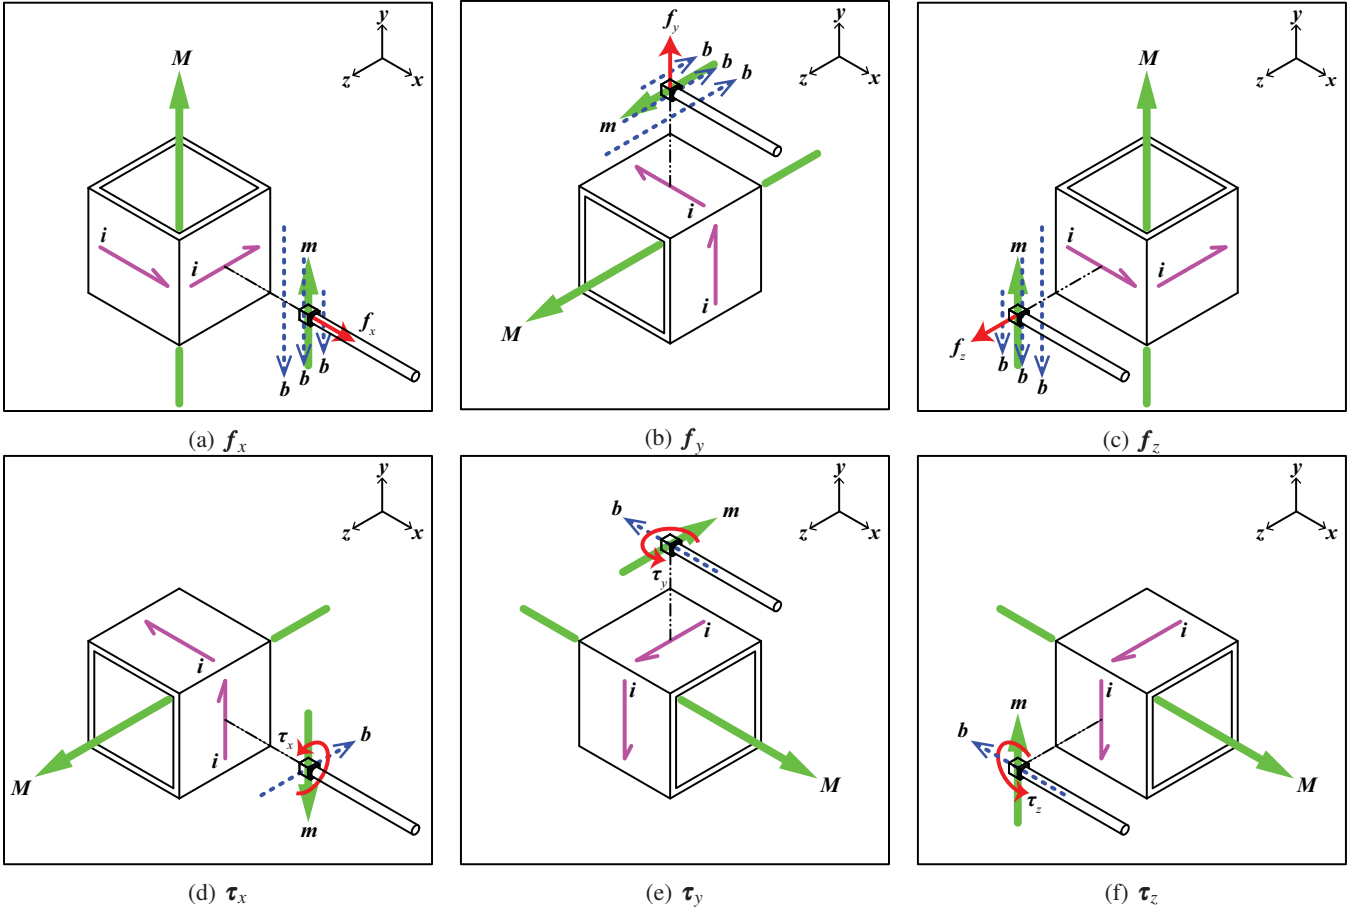 y
z
x
M
i
i
m
f_x
b
b
b
(a) f_x
y
z
x
f_y
b
b
b
m
i
i
M
(b) f_y
y
z
x
M
i
i
m
f_z
b
b
b
(c) f_z
y
z
x
i
i
τ_x
b
M
m
(d) τ_x
y
z
x
b
m
τ_y
i
i
M
(e) τ_y
y
z
x
i
i
m
b
τ_z
M
(f) τ_z